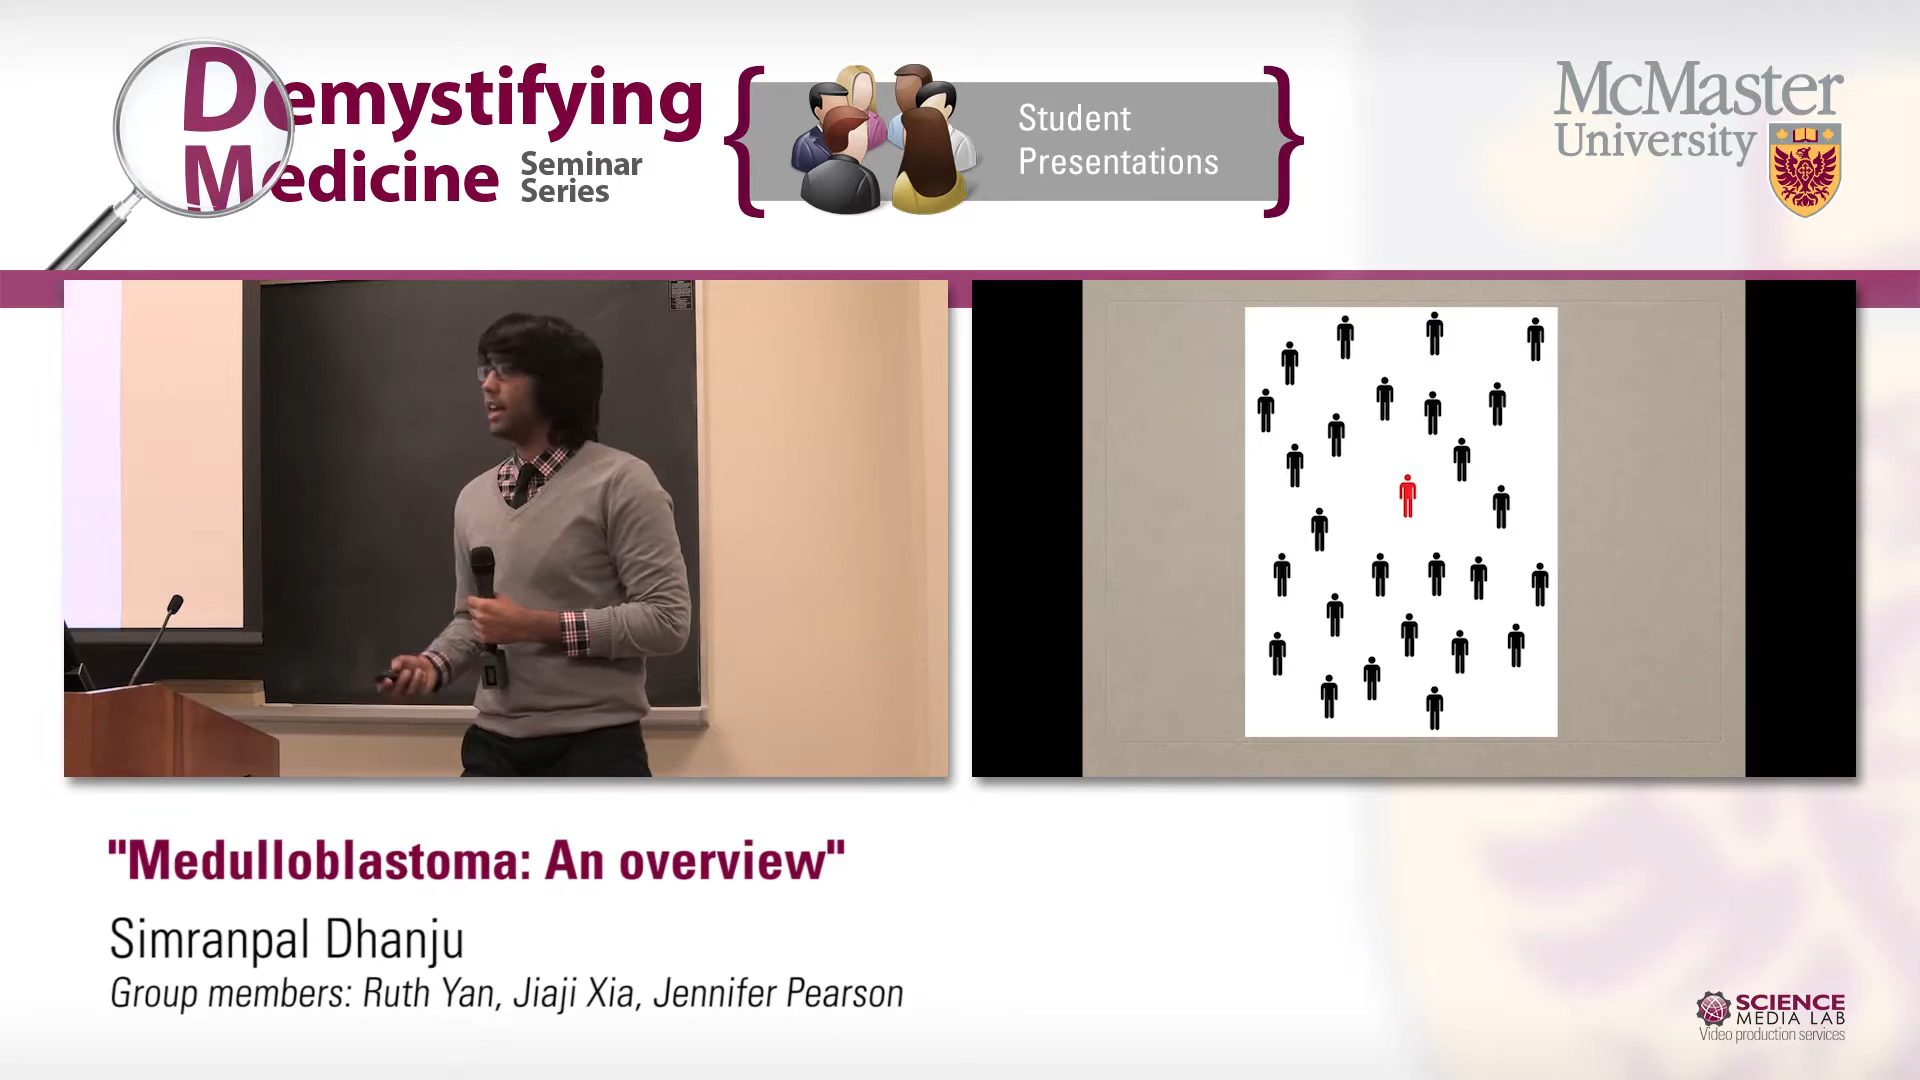 Demystifying
Medicine Seminar
Series
Student
Presentations
McMaster
University
"Medulloblastoma: An overview"
Simranpal Dhanju
Group members: Ruth Yan, Jiaji Xia, Jennifer Pearson
SCIENCE
MEDIA LAB
Video production services